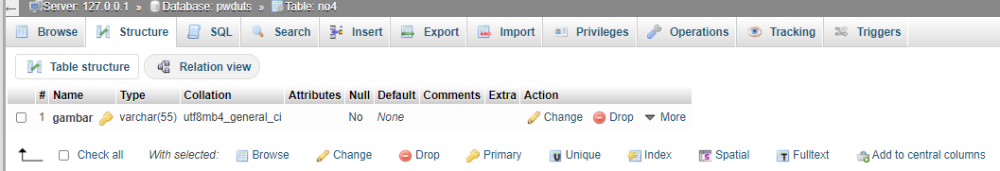 Server: 127.0.0.1 » Database: pwduts » Table: no4
Browse Structure SQL Search Insert Export Import Privileges Operations Tracking Triggers
Table structure Relation view
# Name Type Collation Attributes Null Default Comments Extra Action
1 gambar varchar(55) utf8mb4_general_ci No None Change Drop More
Check all With selected: Browse Change Drop Primary Unique Index Spatial Fulltext Add to central columns